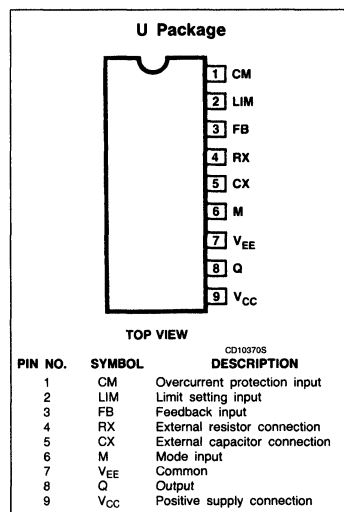 U Package
1 CM
2 LIM
3 FB
4 RX
5 CX
6 M
7 VEE
8 Q
9 VCC
TOP VIEW
CD10370S
PIN NO. SYMBOL DESCRIPTION
1 CM Overcurrent protection input
2 LIM Limit setting input
3 FB Feedback input
4 RX External resistor connection
5 CX External capacitor connection
6 M Mode input
7 VEE Common
8 Q Output
9 VCC Positive supply connection